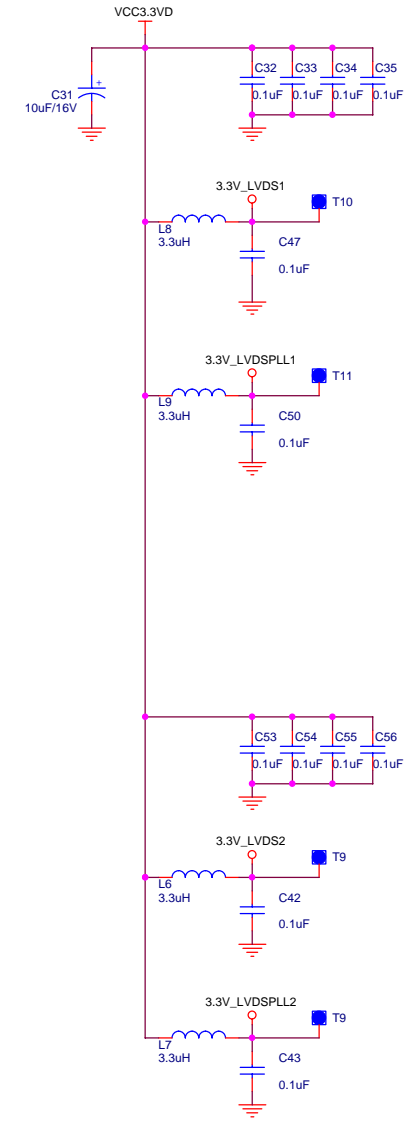 VCC3.3VD
C32 C33 C34 C35
+
C31
10uF/16V
0.1uF 0.1uF 0.1uF 0.1uF
3.3V_LVDS1
T10
L8
3.3uH
C47
0.1uF
3.3V_LVDSPLL1
T11
L9
3.3uH
C50
0.1uF
C53 C54 C55 C56
0.1uF 0.1uF 0.1uF 0.1uF
3.3V_LVDS2
T9
L6
3.3uH
C42
0.1uF
3.3V_LVDSPLL2
T9
L7
3.3uH
C43
0.1uF